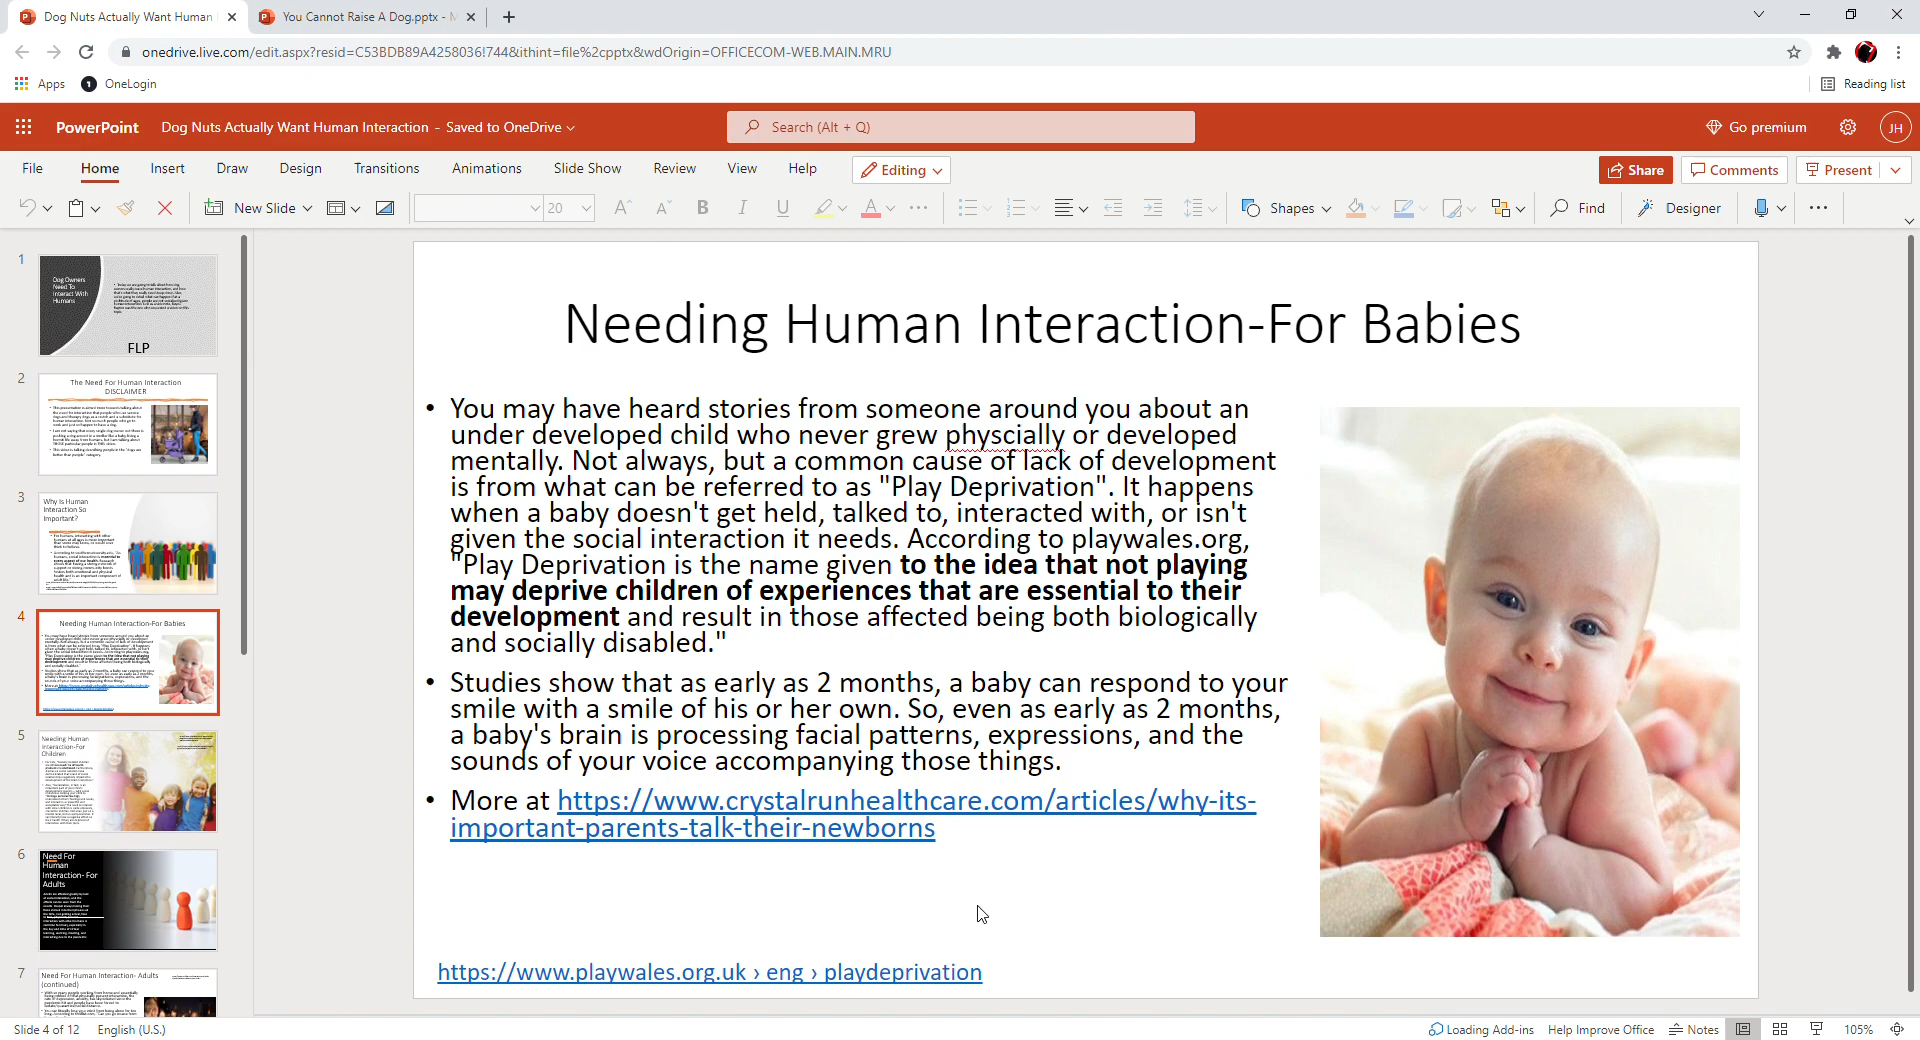 Dog Nuts Actually Want Human
You Cannot Raise A Dog.pptx - M
onedrive.live.com/edit.aspx?resid=C53BDB89A4258036!744&ithint=file%2cpptx&wdOrigin=OFFICECOM-WEB.MAIN.MRU
Apps
OneLogin
Reading list
PowerPoint
Dog Nuts Actually Want Human Interaction - Saved to OneDrive
Search (Alt + Q)
Go premium
JH
File
Home
Insert
Draw
Design
Transitions
Animations
Slide Show
Review
View
Help
Editing
Share
Comments
Present
New Slide
20
Shapes
Find
Designer
1
Dog Owners
Need To
Interact With
Humans
FLP
2
The Need For Human Interaction
DISCLAIMER
3
Why Is Human
Interaction So
Important?
4
Needing Human Interaction-For Babies
5
Needing Human
Interaction-For
Children
6
Need For
Human
Interaction- For
Adults
7
Need For Human Interaction- Adults
(continued)
Needing Human Interaction-For Babies
• You may have heard stories from someone around you about an
under developed child who never grew physcially or developed
mentally. Not always, but a common cause of lack of development
is from what can be referred to as "Play Deprivation". It happens
when a baby doesn't get held, talked to, interacted with, or isn't
given the social interaction it needs. According to playwales.org,
"Play Deprivation is the name given to the idea that not playing
may deprive children of experiences that are essential to their
development and result in those affected being both biologically
and socially disabled."
• Studies show that as early as 2 months, a baby can respond to your
smile with a smile of his or her own. So, even as early as 2 months,
a baby's brain is processing facial patterns, expressions, and the
sounds of your voice accompanying those things.
• More at https://www.crystalrunhealthcare.com/articles/why-its-
important-parents-talk-their-newborns
https://www.playwales.org.uk › eng › playdeprivation
Slide 4 of 12
English (U.S.)
Loading Add-ins
Help Improve Office
Notes
105%